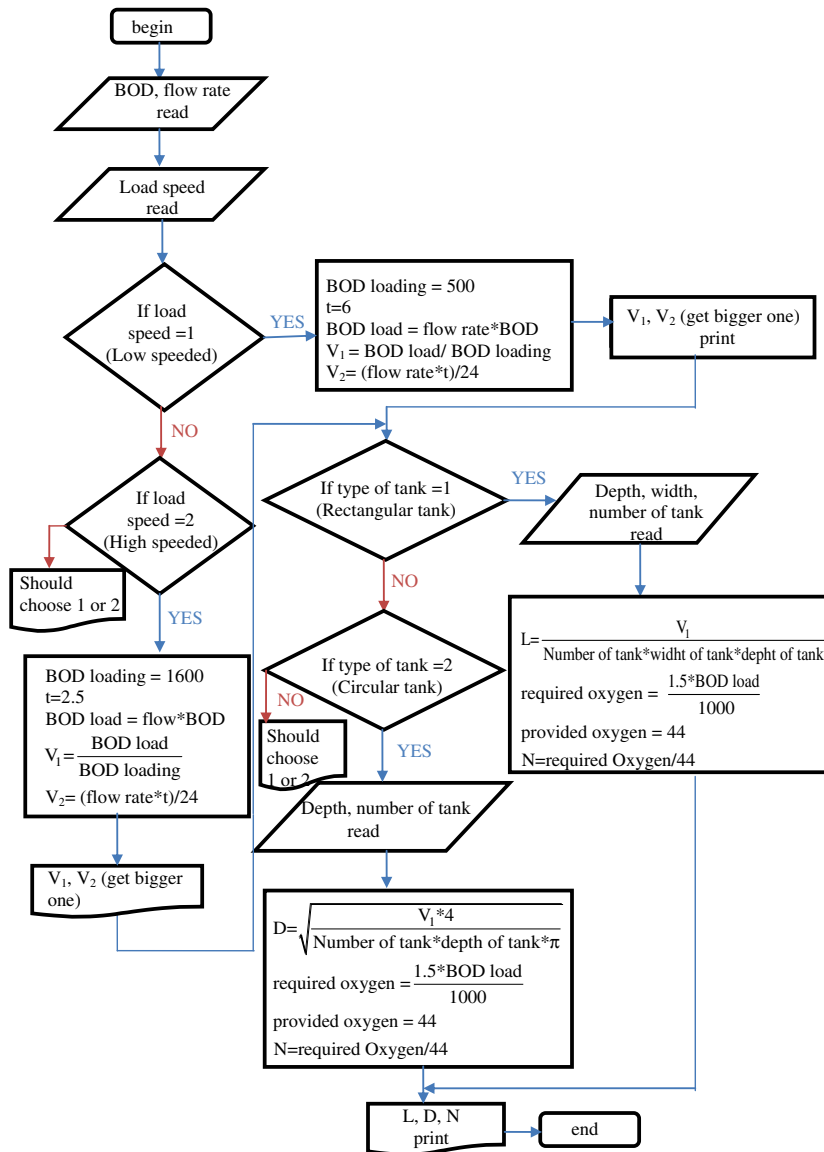 begin
BOD, flow rate
read
Load speed
read
If load
speed =1
(Low speeded)
YES
BOD loading = 500
t=6
BOD load = flow rate*BOD
V₁ = BOD load/ BOD loading
V₂= (flow rate*t)/24
V₁, V₂ (get bigger one)
print
NO
If load
speed =2
(High speeded)
Should
choose 1 or 2
YES
BOD loading = 1600
t=2.5
BOD load = flow*BOD
V₁= BOD load / BOD loading
V₂= (flow rate*t)/24
V₁, V₂ (get bigger
one)
If type of tank =1
(Rectangular tank)
YES
Depth, width,
number of tank
read
L= V₁ / Number of tank*widht of tank*depht of tank
required oxygen = 1.5*BOD load / 1000
provided oxygen = 44
N=required Oxygen/44
NO
If type of tank =2
(Circular tank)
NO
Should
choose
1 or 2
YES
Depth, number of tank
read
D= √(V₁*4 / Number of tank*depth of tank*π)
required oxygen = 1.5*BOD load / 1000
provided oxygen = 44
N=required Oxygen/44
L, D, N
print
end